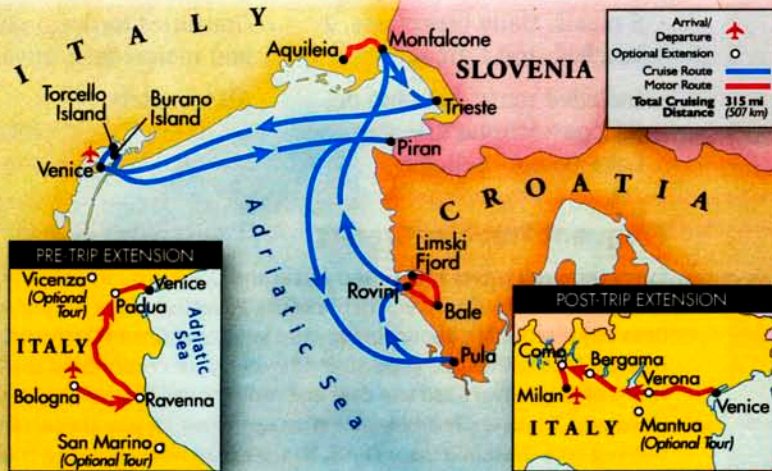 ITALY
Aquileia
Monfalcone
SLOVENIA
Trieste
Torcello
Island
Burano
Island
Venice
Piran
CROATIA
Adriatic Sea
Limski
Fjord
Rovinj
Bale
Pula
Arrival/
Departure
Optional Extension
Cruise Route
Motor Route
Total Cruising 315 mi
Distance (507 km)
PRE-TRIP EXTENSION
Vicenza
(Optional
Tour)
Venice
Padua
Adriatic
Sea
ITALY
Bologna
Ravenna
San Marino
(Optional Tour)
POST-TRIP EXTENSION
Como
Bergama
Verona
Milan
Venice
Mantua
(Optional Tour)
ITALY